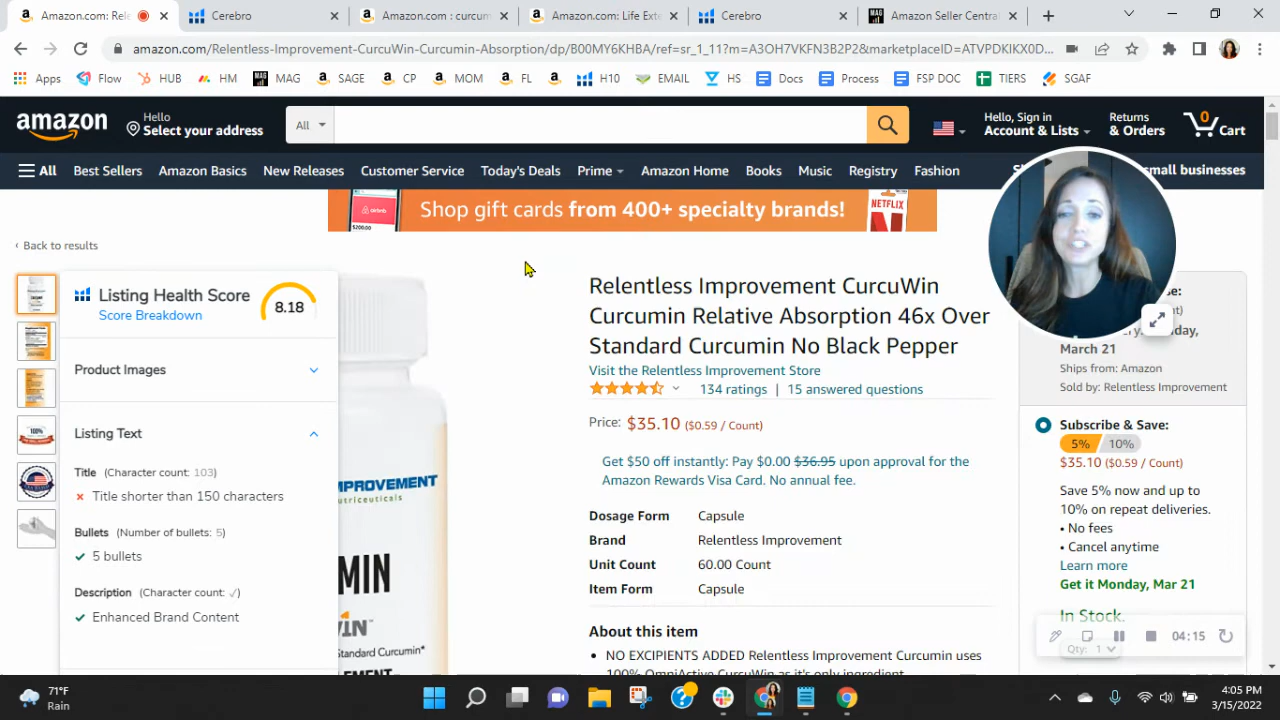 Amazon.com: Rele
Cerebro
Amazon.com : curcum
Amazon.com: Life Exte
Cerebro
MAG
Amazon Seller Centra
amazon.com/Relentless-Improvement-CurcuWin-Curcumin-Absorption/dp/B00MY6KHBA/ref=sr_1_11?m=A3OH7VKFN3B2P2&marketplaceID=ATVPDKIKX0D...
Apps
Flow
HUB
HM
MAG
SAGE
CP
MOM
FL
H10
EMAIL
HS
Docs
Process
FSP DOC
TIERS
SGAF
amazon
Hello
Select your address
All
Hello, Sign in
Account & Lists
Returns
& Orders
0
Cart
All
Best Sellers
Amazon Basics
New Releases
Customer Service
Today's Deals
Prime
Amazon Home
Books
Music
Registry
Fashion
small businesses
airbnb
$200.00
Shop gift cards from 400+ specialty brands!
NETFLIX
‹ Back to results
Listing Health Score
Score Breakdown
8.18
Product Images
Listing Text
Title (Character count: 103)
× Title shorter than 150 characters
Bullets (Number of bullets: 5)
✓ 5 bullets
Description (Character count: ✓)
✓ Enhanced Brand Content
100%
MPROVEMENT
utriceuticals
MIN
WIN
Standard Curcumin*
EMENT
Relentless Improvement CurcuWin
Curcumin Relative Absorption 46x Over
Standard Curcumin No Black Pepper
Visit the Relentless Improvement Store
134 ratings | 15 answered questions
Price: $35.10 ($0.59 / Count)
Get $50 off instantly: Pay $0.00 $36.95 upon approval for the
Amazon Rewards Visa Card. No annual fee.
Dosage Form Capsule
Brand Relentless Improvement
Unit Count 60.00 Count
Item Form Capsule
About this item
• NO EXCIPIENTS ADDED Relentless Improvement Curcumin uses
100% OmniActive CurcuWin as it's only ingredient
March 21
Ships from: Amazon
Sold by: Relentless Improvement
Subscribe & Save:
5% 10%
$35.10 ($0.59 / Count)
Save 5% now and up to
10% on repeat deliveries.
• No fees
• Cancel anytime
Learn more
Get it Monday, Mar 21
In Stock.
04:15
Qty: 1
71°F
Rain
4:05 PM
3/15/2022